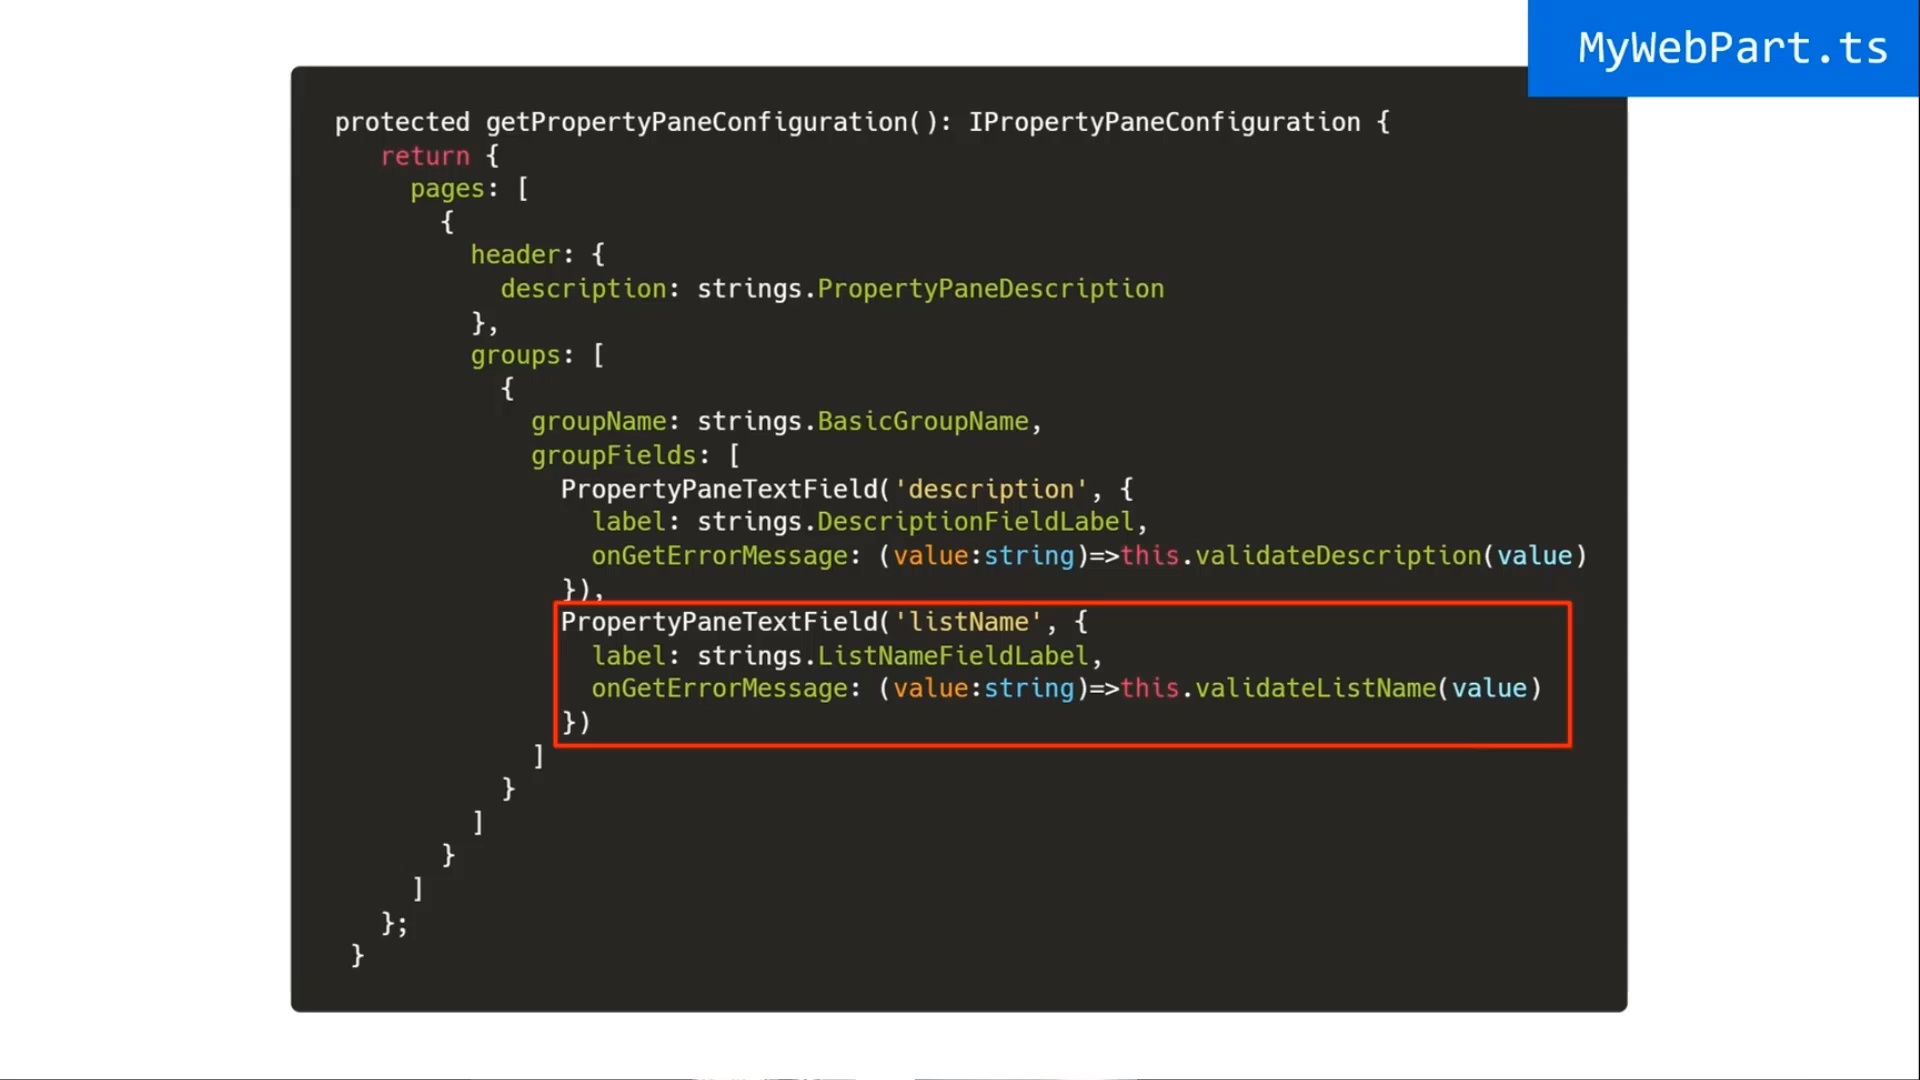 MyWebPart.ts
protected getPropertyPaneConfiguration(): IPropertyPaneConfiguration {
return {
pages: [
{
header: {
description: strings.PropertyPaneDescription
},
groups: [
{
groupName: strings.BasicGroupName,
groupFields: [
PropertyPaneTextField('description', {
label: strings.DescriptionFieldLabel,
onGetErrorMessage: (value:string)=>this.validateDescription(value)
}),
PropertyPaneTextField('listName', {
label: strings.ListNameFieldLabel,
onGetErrorMessage: (value:string)=>this.validateListName(value)
})
]
}
]
}
]
};
}